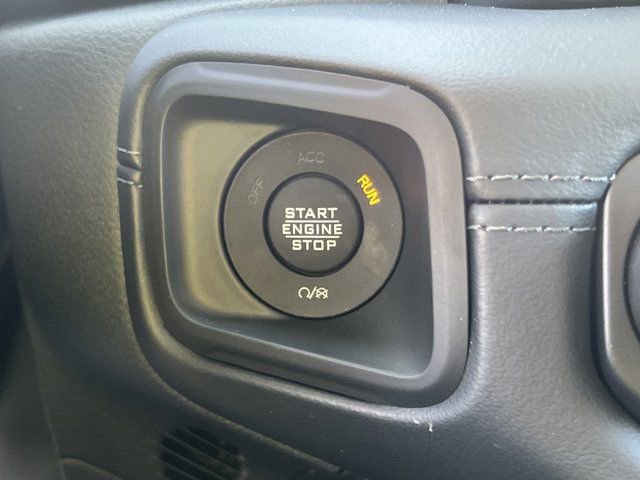 ACC
OFF
RUN
START
ENGINE
STOP